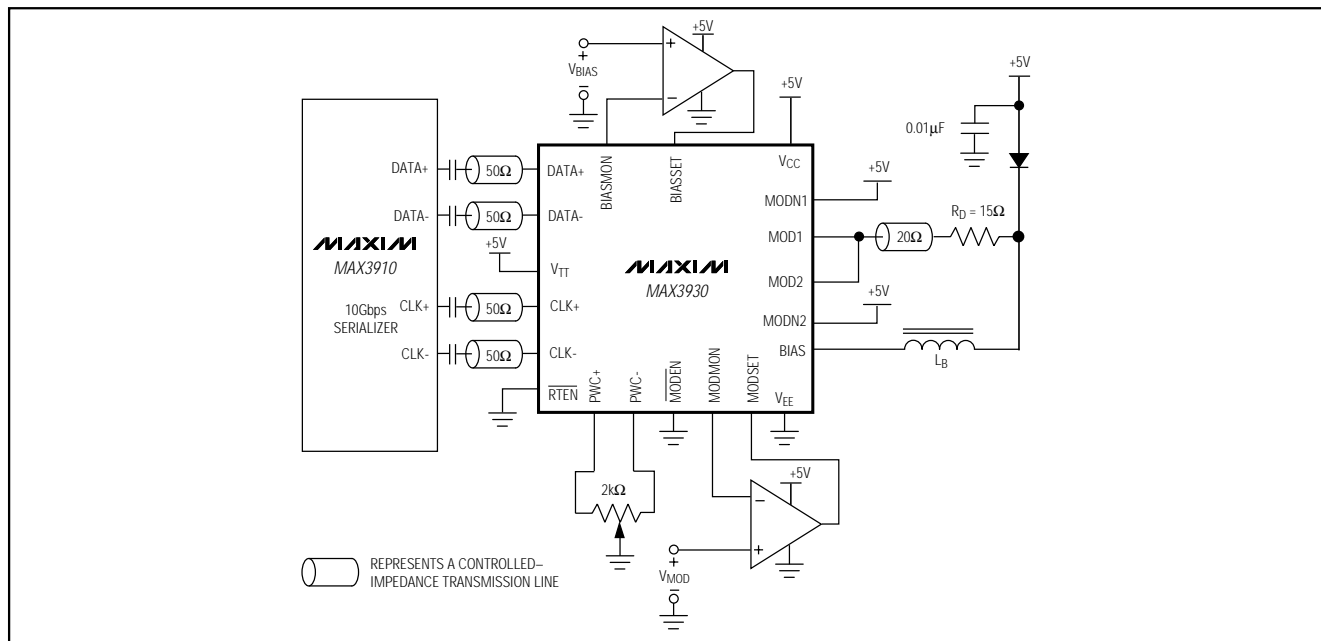 +5V
+
V_BIAS
−
+
−
+5V
+5V
0.01μF
DATA+
50Ω
DATA+
BIASMON
BIASSET
V_CC
+5V
MODN1
DATA-
50Ω
DATA-
R_D = 15Ω
MOD1
20Ω
+5V
MAXIM
MAX3910
V_TT
MAXIM
MAX3930
MOD2
+5V
10Gbps
SERIALIZER
CLK+
50Ω
CLK+
MODN2
CLK-
50Ω
CLK-
BIAS
L_B
RTEN
PWC+
PWC-
MODEN
MODMON
MODSET
V_EE
2kΩ
+5V
−
+
+
V_MOD
−
REPRESENTS A CONTROLLED–
IMPEDANCE TRANSMISSION LINE